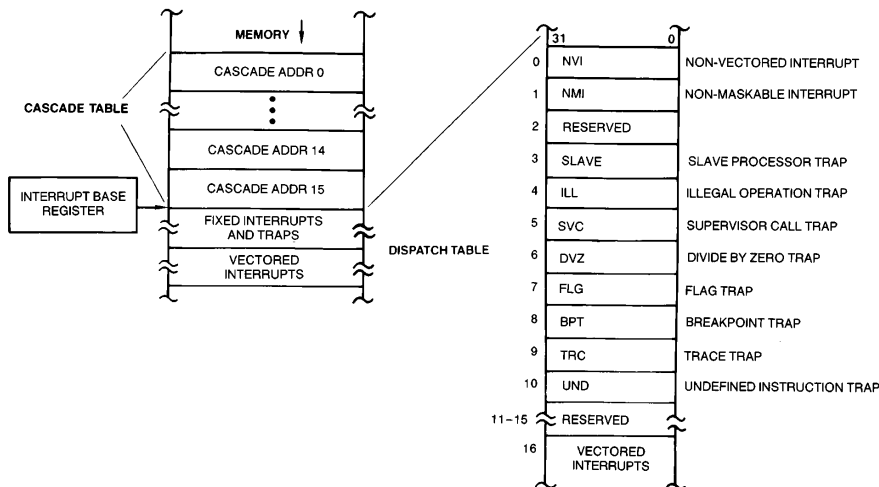 MEMORY
CASCADE ADDR 0
CASCADE TABLE
CASCADE ADDR 14
CASCADE ADDR 15
INTERRUPT BASE
REGISTER
FIXED INTERRUPTS
AND TRAPS
VECTORED
INTERRUPTS
DISPATCH TABLE
31 0
0 NVI NON-VECTORED INTERRUPT
1 NMI NON-MASKABLE INTERRUPT
2 RESERVED
3 SLAVE SLAVE PROCESSOR TRAP
4 ILL ILLEGAL OPERATION TRAP
5 SVC SUPERVISOR CALL TRAP
6 DVZ DIVIDE BY ZERO TRAP
7 FLG FLAG TRAP
8 BPT BREAKPOINT TRAP
9 TRC TRACE TRAP
10 UND UNDEFINED INSTRUCTION TRAP
11–15 RESERVED
16 VECTORED
INTERRUPTS